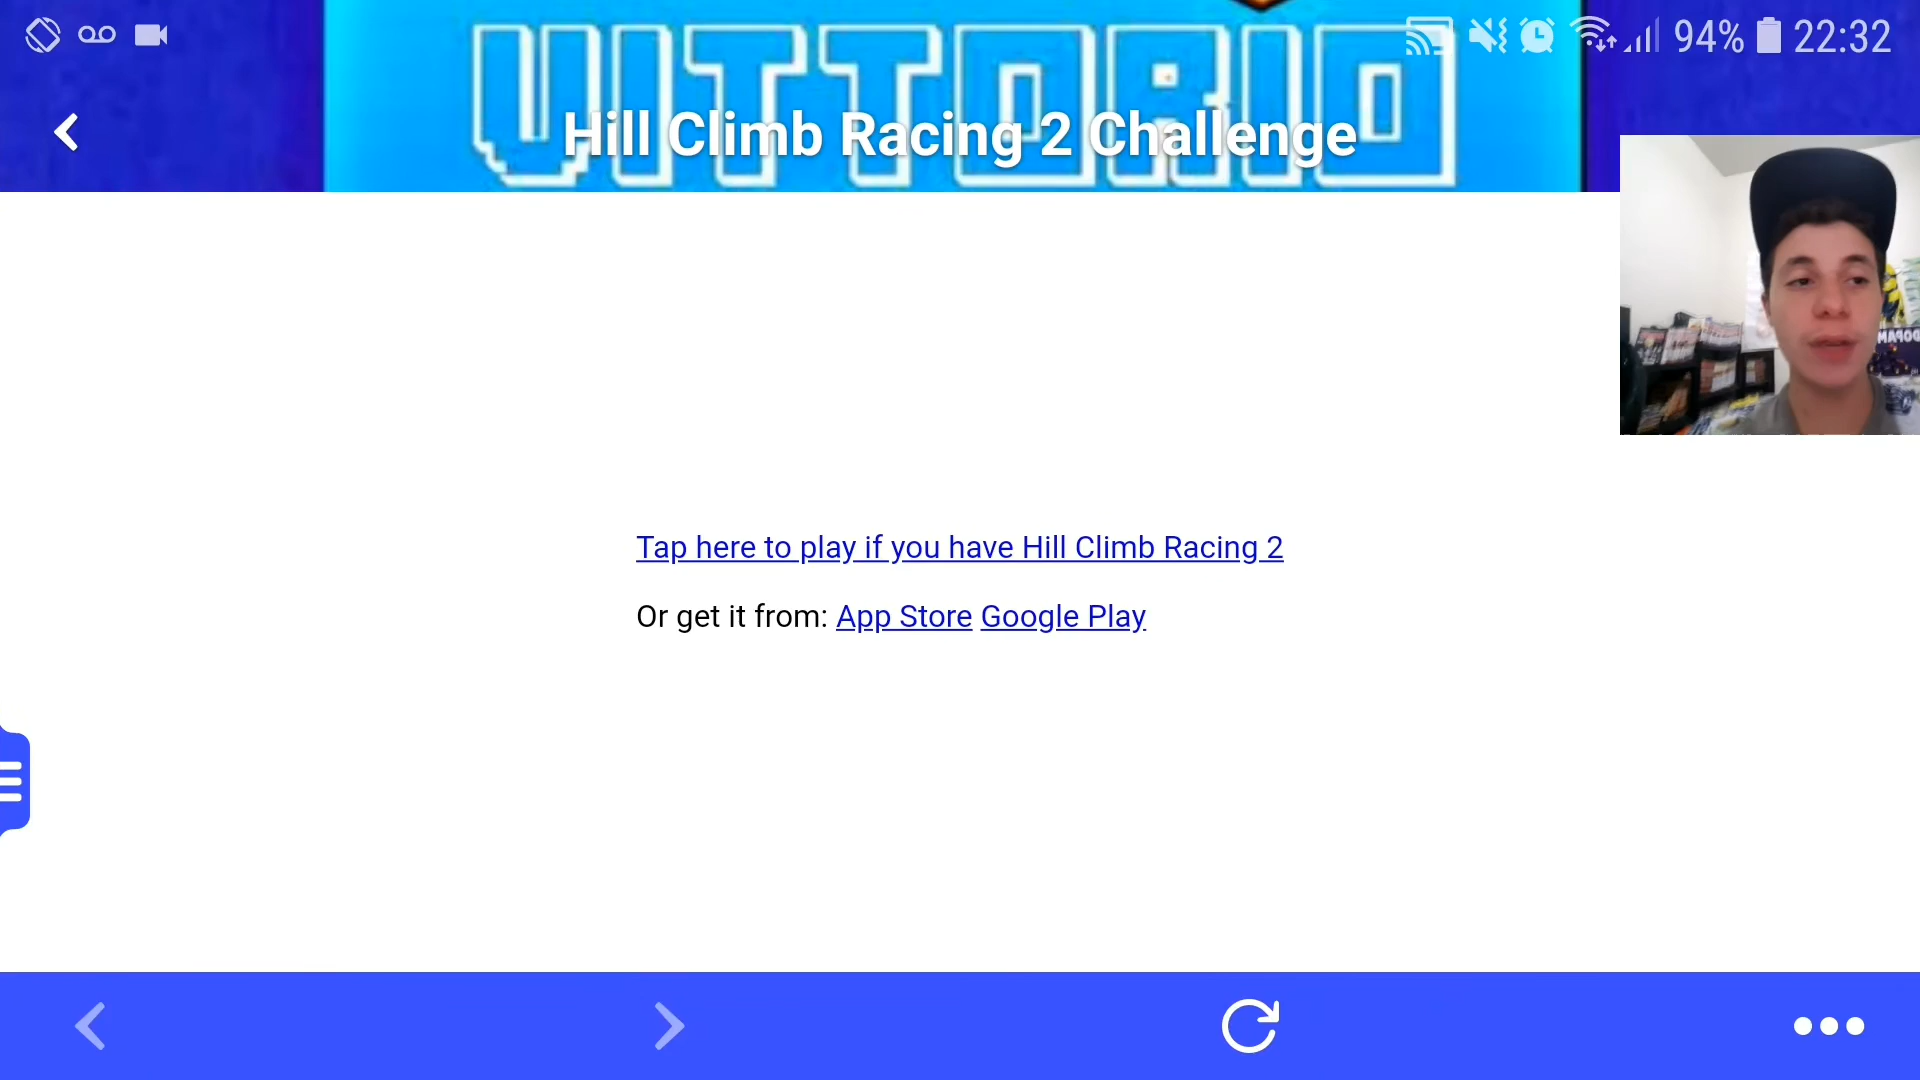 94% 22:32
VITTORIO
Hill Climb Racing 2 Challenge
DOPAM
Tap here to play if you have Hill Climb Racing 2
Or get it from: App Store Google Play